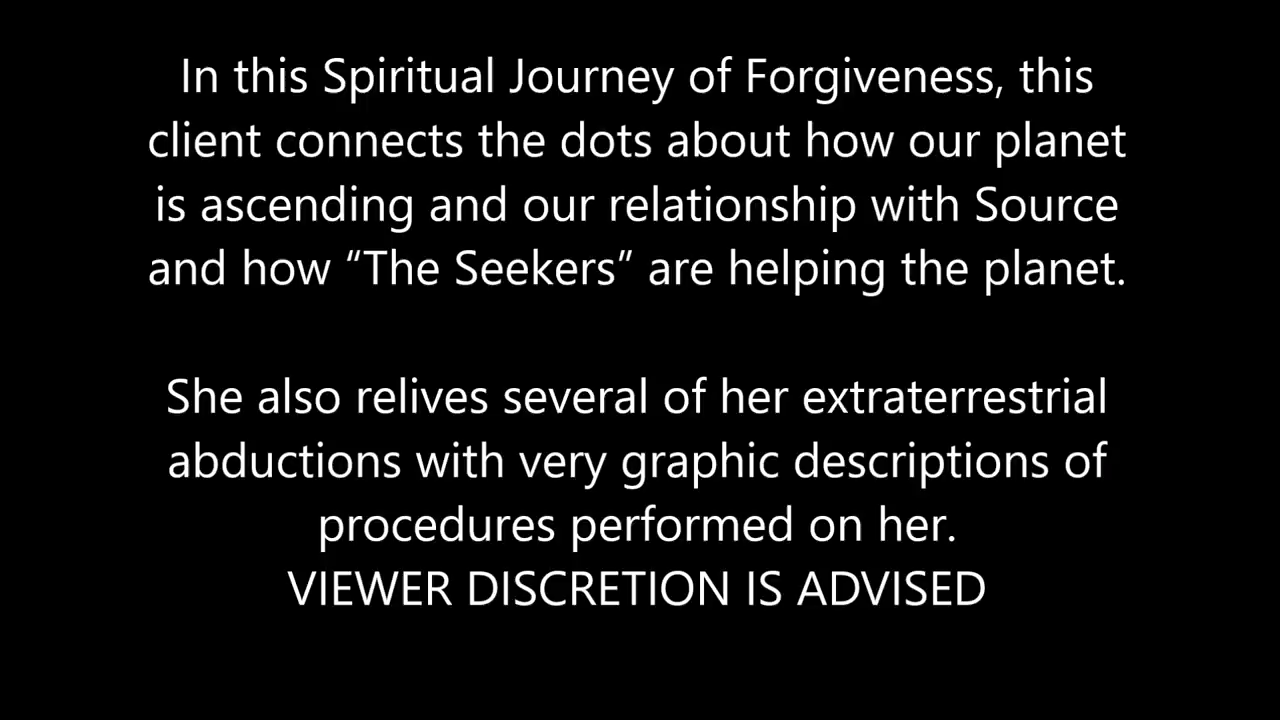 In this Spiritual Journey of Forgiveness, this
client connects the dots about how our planet
is ascending and our relationship with Source
and how “The Seekers” are helping the planet.
She also relives several of her extraterrestrial
abductions with very graphic descriptions of
procedures performed on her.
VIEWER DISCRETION IS ADVISED